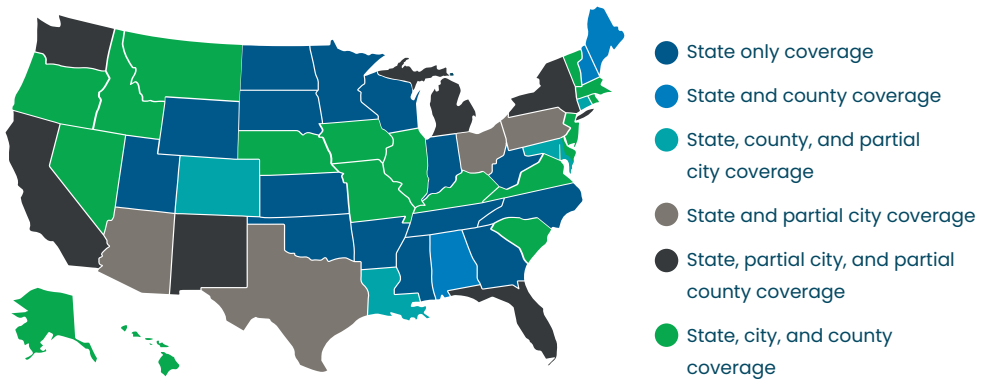 State only coverage
State and county coverage
State, county, and partial
city coverage
State and partial city coverage
State, partial city, and partial
county coverage
State, city, and county
coverage